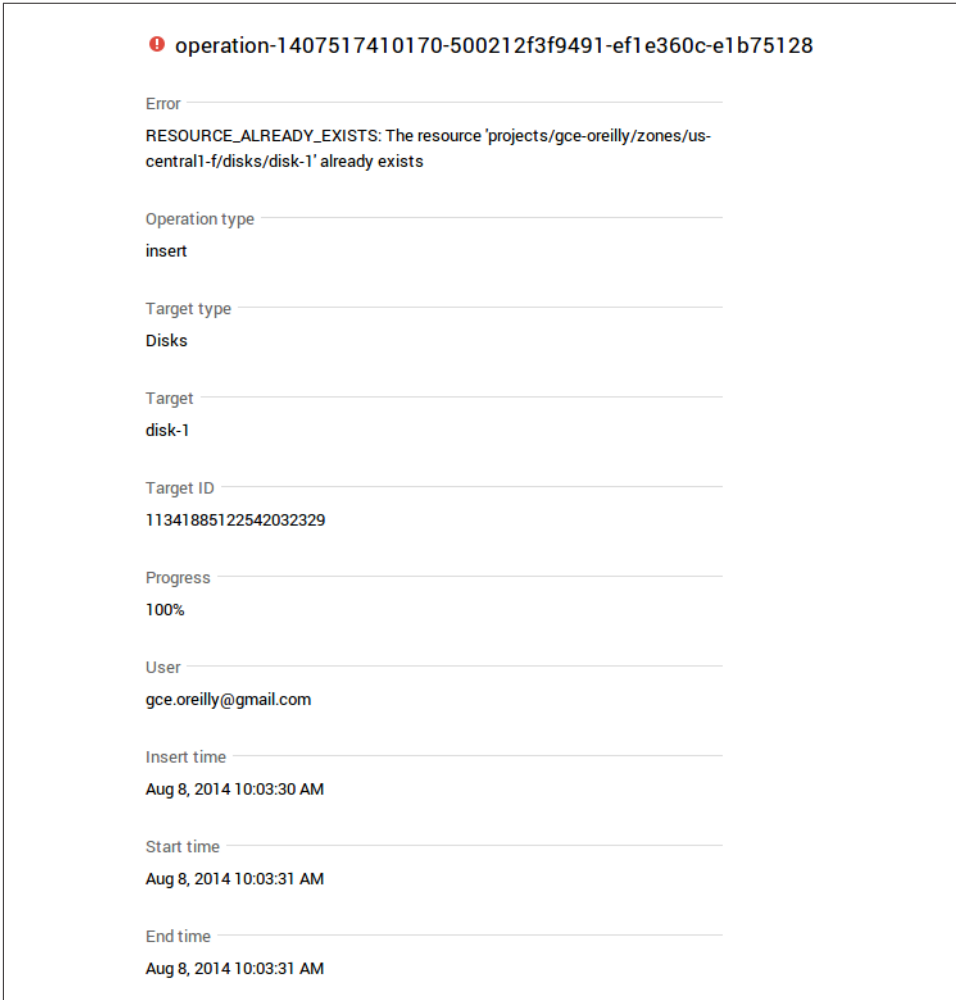 operation-1407517410170-500212f3f9491-ef1e360c-e1b75128
Error
RESOURCE_ALREADY_EXISTS: The resource 'projects/gce-oreilly/zones/us-
central1-f/disks/disk-1' already exists
Operation type
insert
Target type
Disks
Target
disk-1
Target ID
11341885122542032329
Progress
100%
User
gce.oreilly@gmail.com
Insert time
Aug 8, 2014 10:03:30 AM
Start time
Aug 8, 2014 10:03:31 AM
End time
Aug 8, 2014 10:03:31 AM